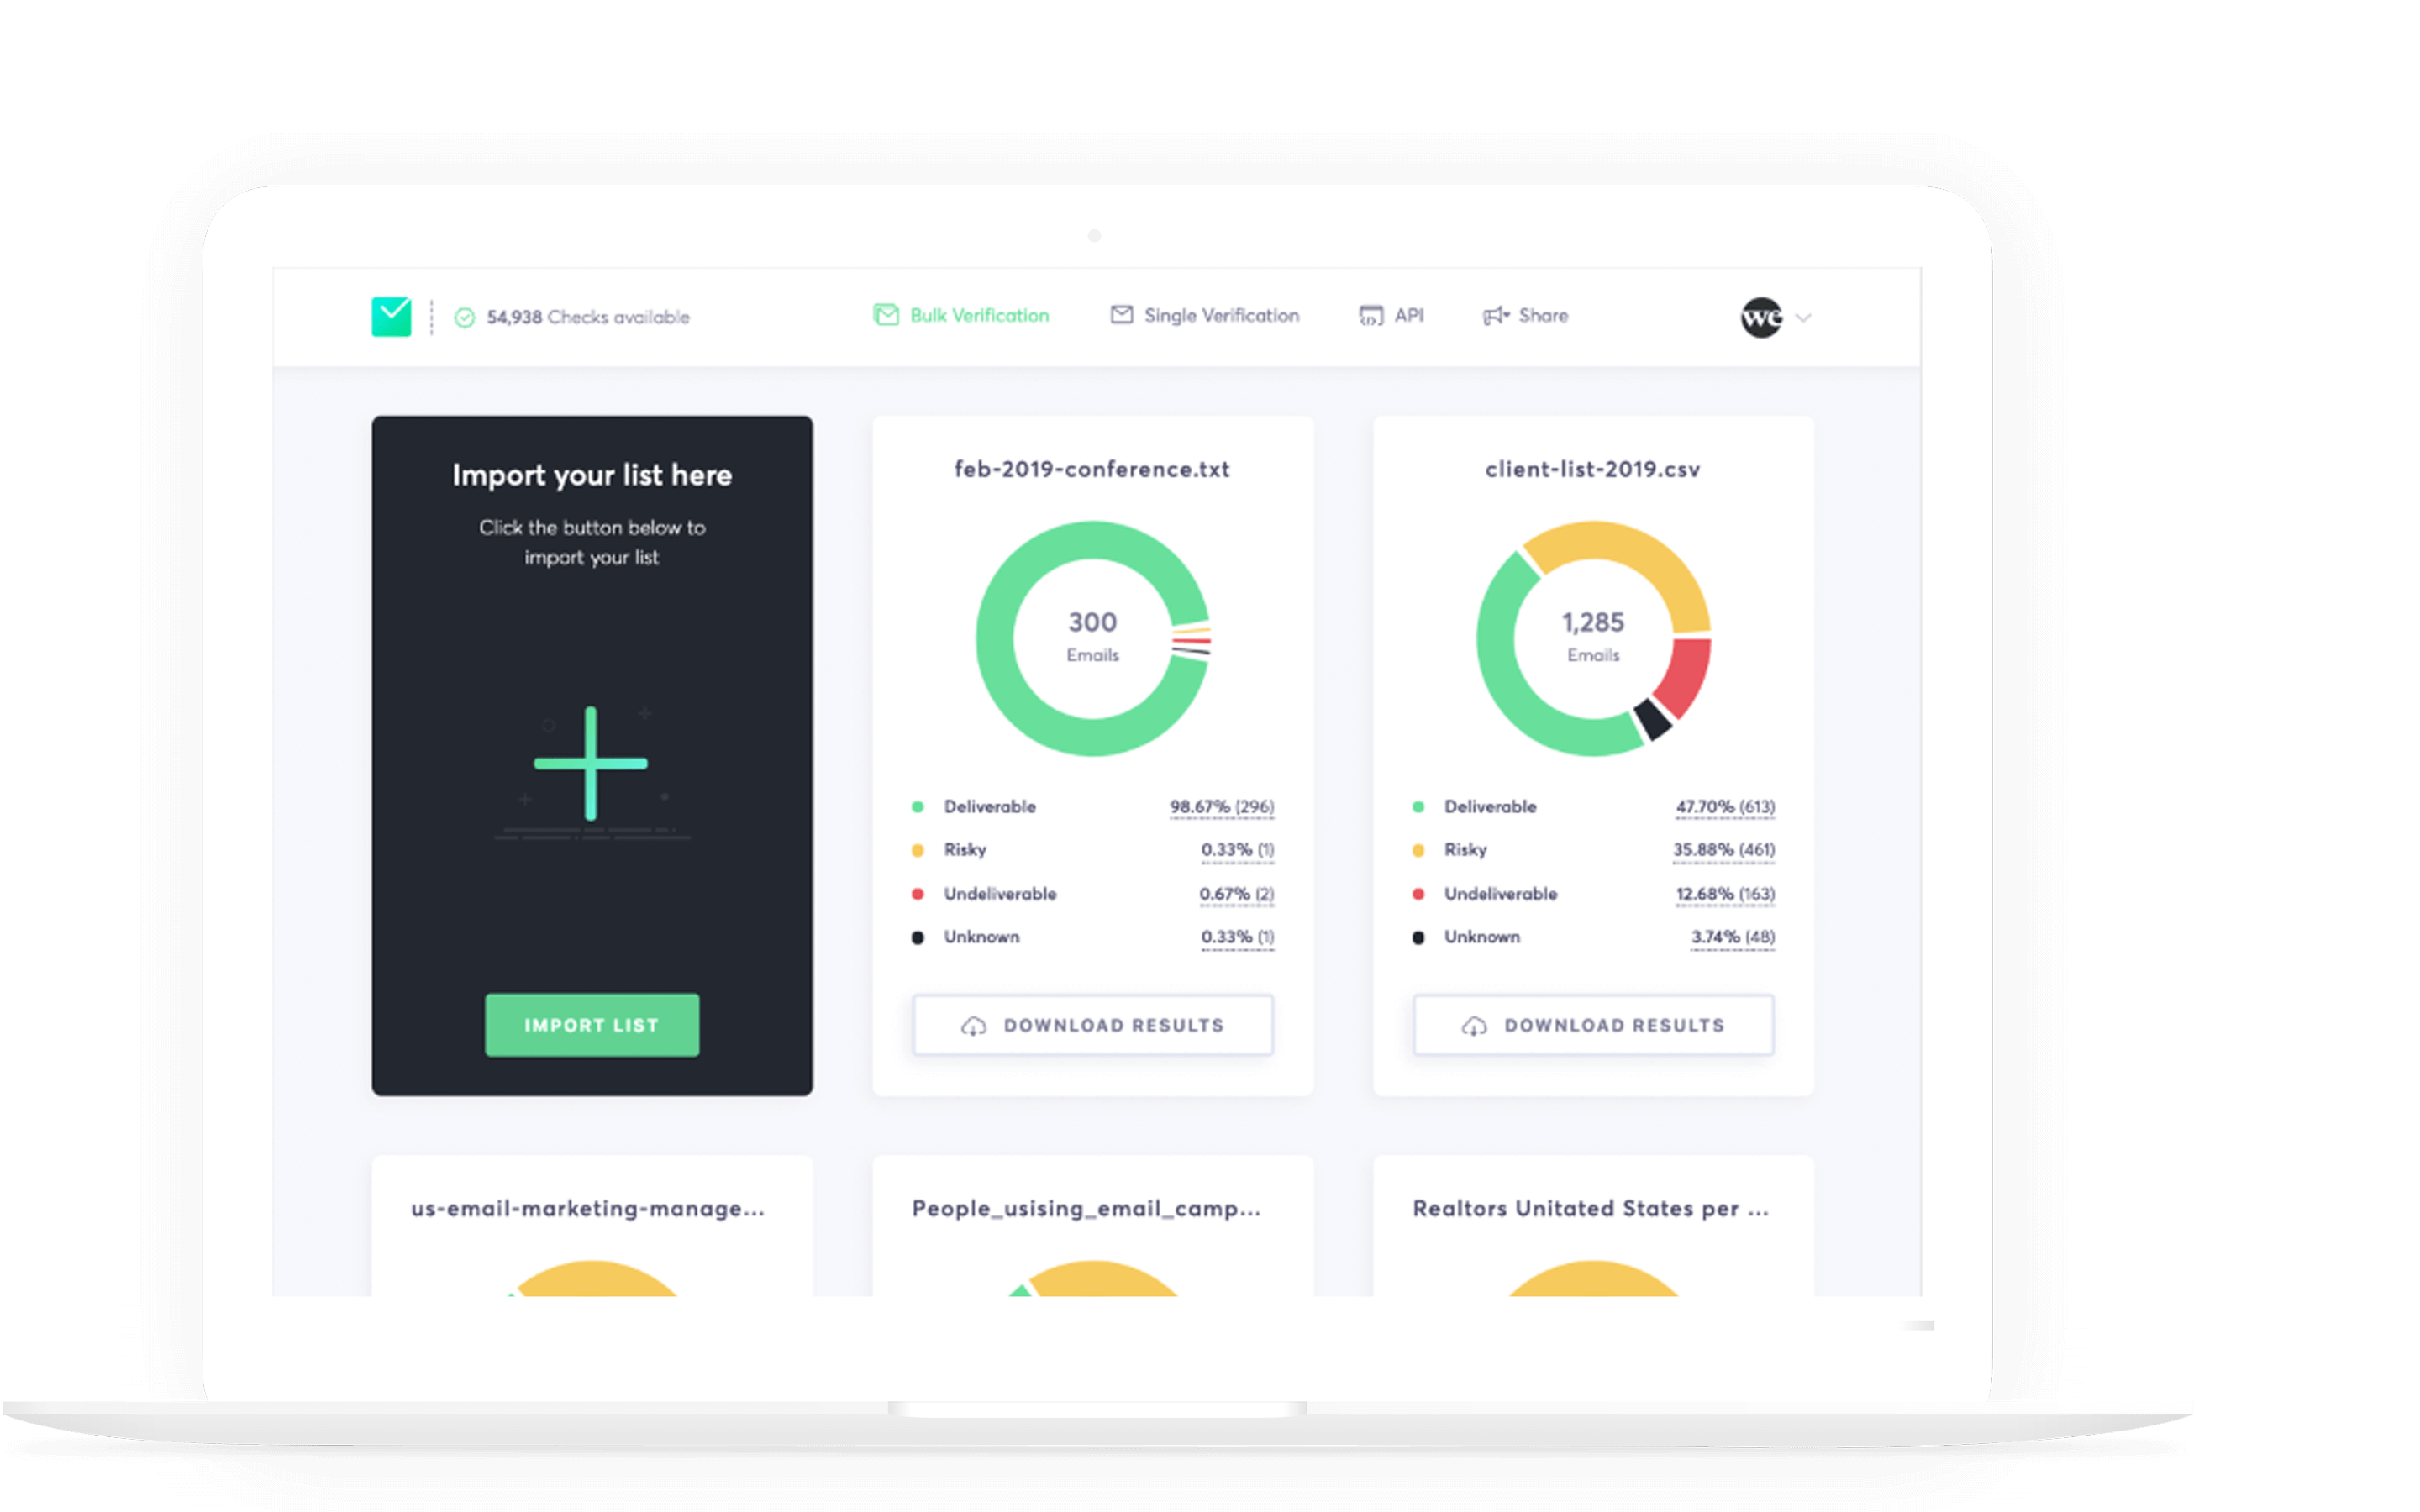 54,938 Checks available
Bulk Verification
Single Verification
API
Share
wc
Import your list here
Click the button below to
import your list
IMPORT LIST
feb-2019-conference.txt
300
Emails
Deliverable 98.67% (296)
Risky 0.33% (1)
Undeliverable 0.67% (2)
Unknown 0.33% (1)
DOWNLOAD RESULTS
client-list-2019.csv
1,285
Emails
Deliverable 47.70% (613)
Risky 35.88% (461)
Undeliverable 12.68% (163)
Unknown 3.74% (48)
DOWNLOAD RESULTS
us-email-marketing-manage...
People_usising_email_camp...
Realtors Unitated States per ...